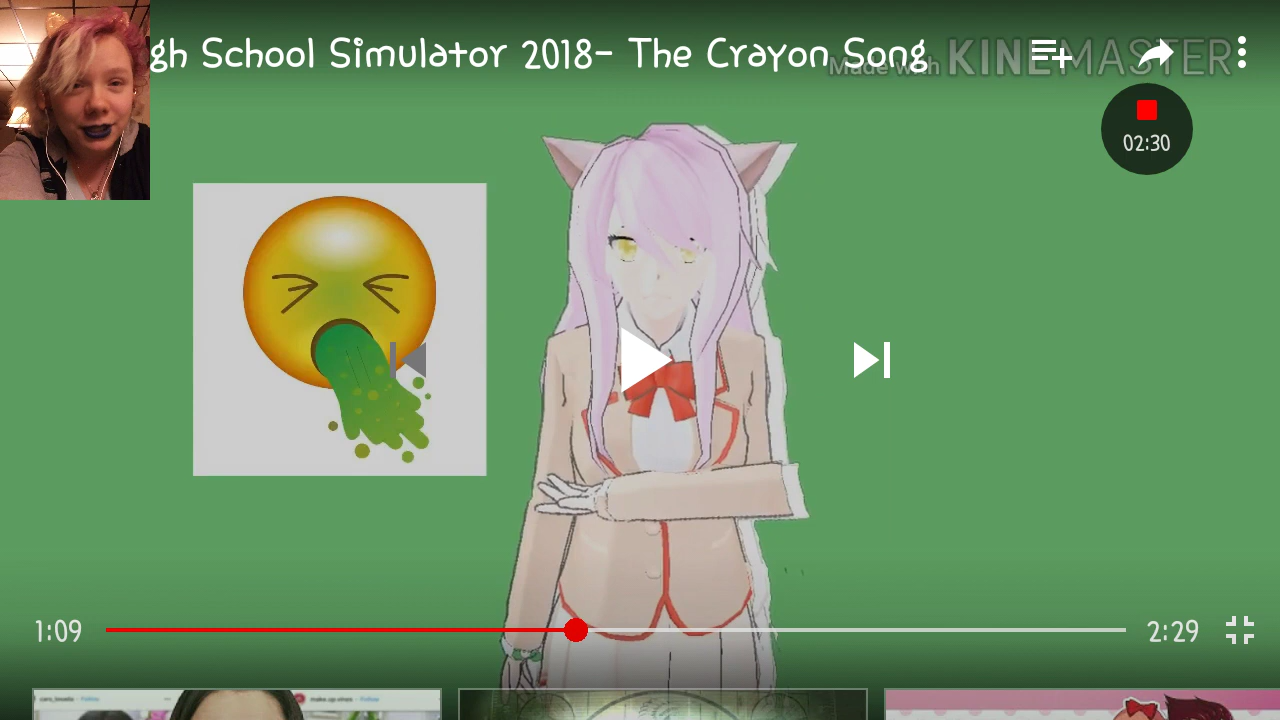 gh School Simulator 2018- The Crayon Song
Made with KINEMASTER
02:30
1:09
2:29